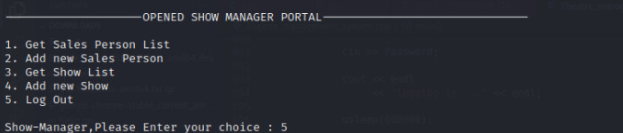 ----------------------OPENED SHOW MANAGER PORTAL---------------------------------
1. Get Sales Person List
2. Add new Sales Person
3. Get Show List
4. Add new Show
5. Log Out
Show-Manager,Please Enter your choice : 5